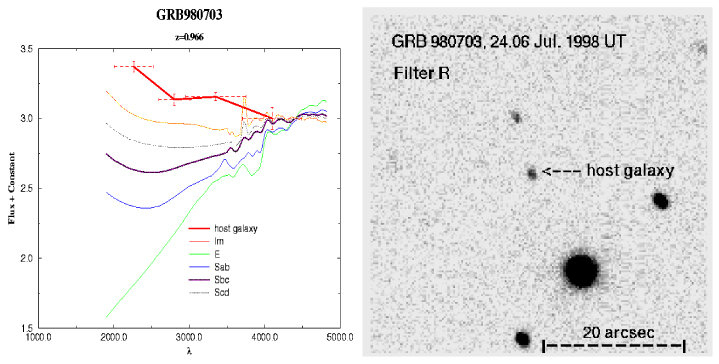 GRB980703
z=0.966
3.5
3.0
2.5
2.0
1.5
Flux + Constant
host galaxy
Im
E
Sab
Sbc
Scd
1000.0 2000.0 3000.0 4000.0 5000.0
λ
GRB 980703, 24.06 Jul. 1998 UT
Filter R
host galaxy
20 arcsec